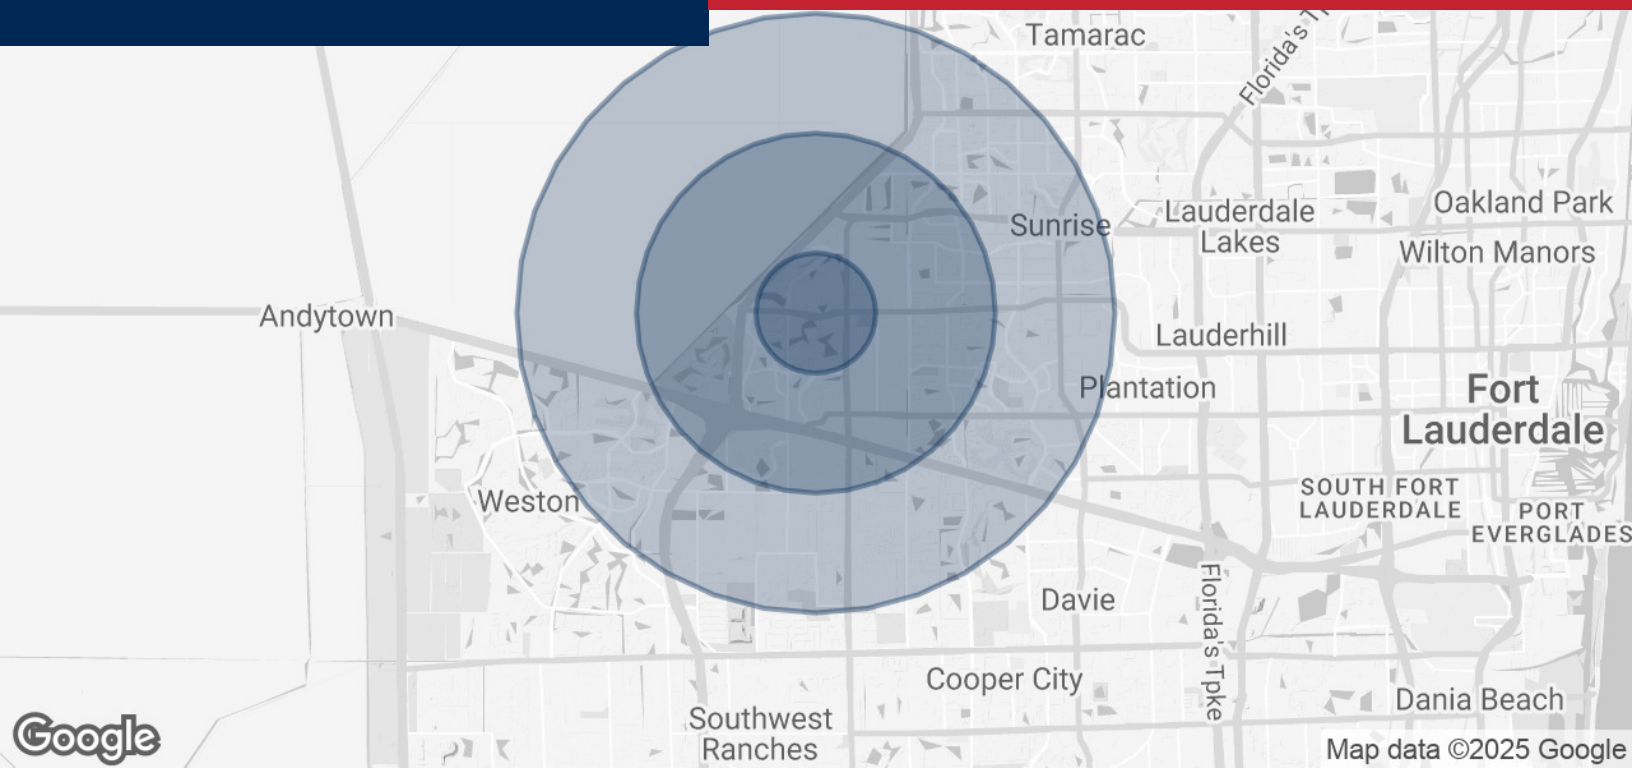 Tamarac
Florida's T
Oakland Park
Lauderdale
Lakes
Sunrise
Wilton Manors
Andytown
Lauderhill
Plantation
Fort
Lauderdale
Weston
SOUTH FORT
LAUDERDALE
PORT
EVERGLADES
Florida's Tpke
Davie
Cooper City
Dania Beach
Southwest
Ranches
Google
Map data ©2025 Google